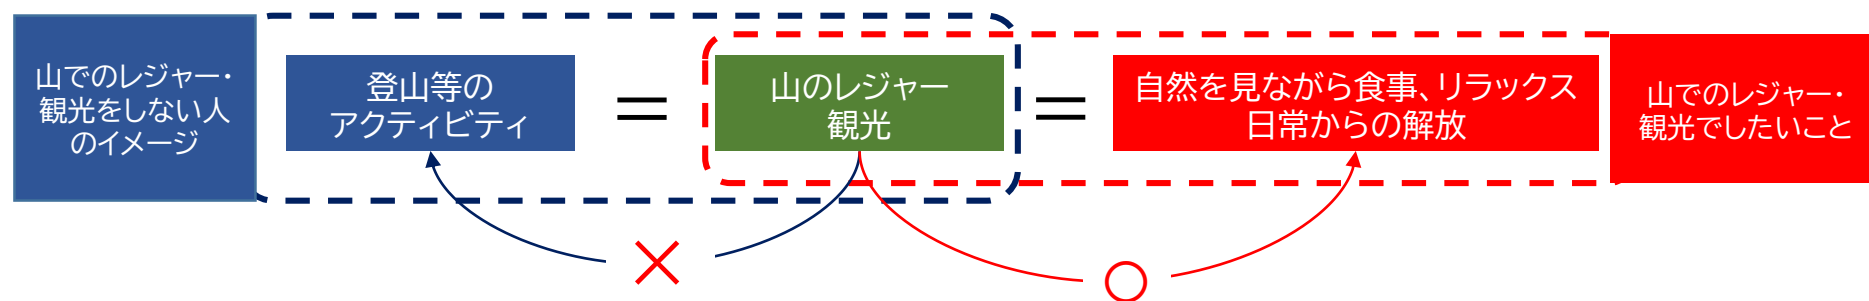 山でのレジャー・
観光をしない人
のイメージ
登山等の
アクティビティ
＝
山のレジャー
観光
＝
自然を見ながら食事、リラックス
日常からの解放
山でのレジャー・
観光でしたいこと
×
○